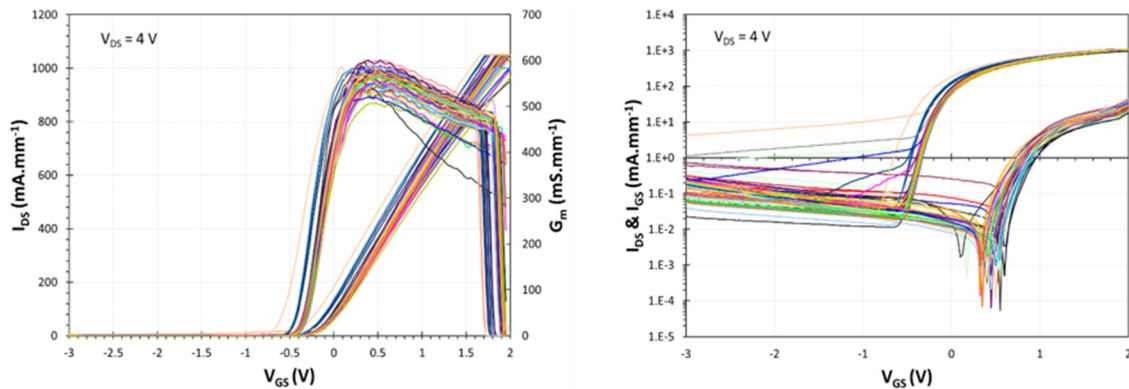 V_DS = 4 V
I_DS (mA.mm⁻¹)
1200
1000
800
600
400
200
0
G_m (mS.mm⁻¹)
700
600
500
400
300
200
100
0
-3 -2.5 -2 -1.5 -1 -0.5 0 0.5 1 1.5 2
V_GS (V)
V_DS = 4 V
I_DS & I_GS (mA.mm⁻¹)
1.E+4
1.E+3
1.E+2
1.E+1
1.E+0
1.E-1
1.E-2
1.E-3
1.E-4
1.E-5
-3 -2 -1 0 1 2
V_GS (V)